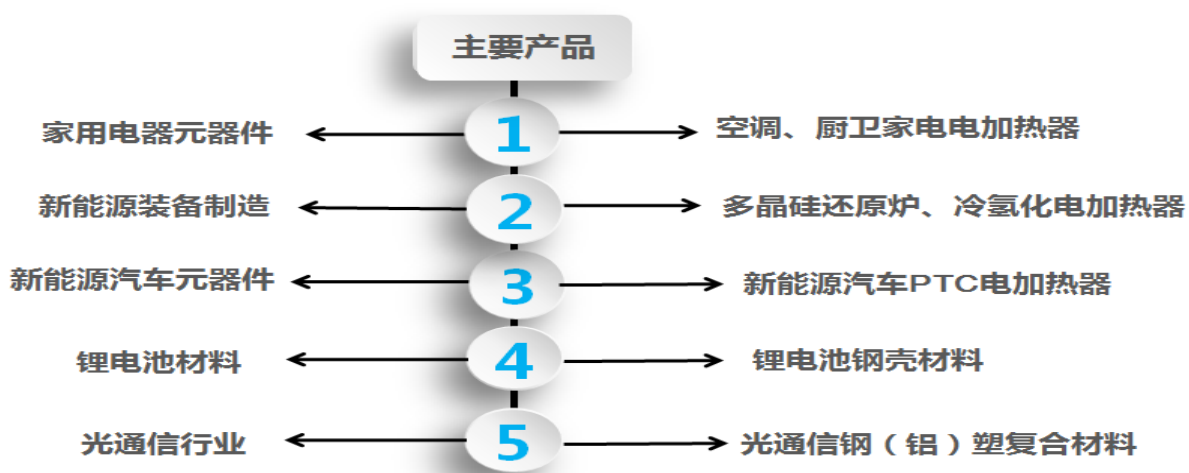 主要产品
家用电器元器件
1
空调、厨卫家电电加热器
新能源装备制造
2
多晶硅还原炉、冷氢化电加热器
新能源汽车元器件
3
新能源汽车PTC电加热器
锂电池材料
4
锂电池钢壳材料
光通信行业
5
光通信钢（铝）塑复合材料